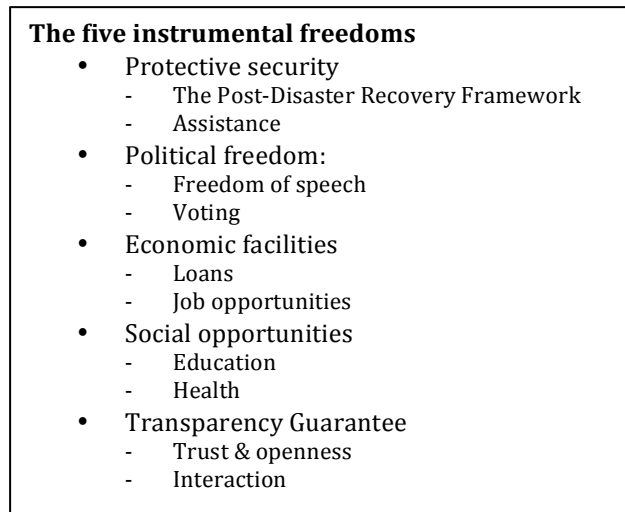 The five instrumental freedoms
• Protective security
- The Post-Disaster Recovery Framework
- Assistance
• Political freedom:
- Freedom of speech
- Voting
• Economic facilities
- Loans
- Job opportunities
• Social opportunities
- Education
- Health
• Transparency Guarantee
- Trust & openness
- Interaction